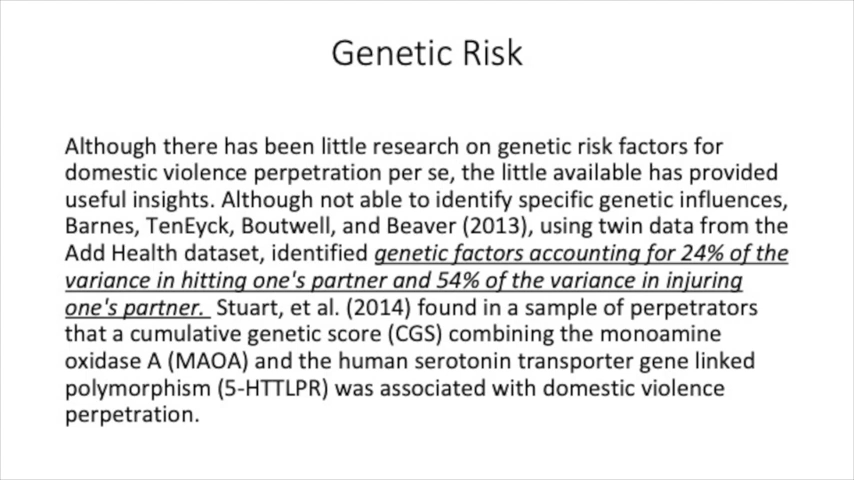 Genetic Risk
Although there has been little research on genetic risk factors for
domestic violence perpetration per se, the little available has provided
useful insights. Although not able to identify specific genetic influences,
Barnes, TenEyck, Boutwell, and Beaver (2013), using twin data from the
Add Health dataset, identified genetic factors accounting for 24% of the
variance in hitting one's partner and 54% of the variance in injuring
one's partner. Stuart, et al. (2014) found in a sample of perpetrators
that a cumulative genetic score (CGS) combining the monoamine
oxidase A (MAOA) and the human serotonin transporter gene linked
polymorphism (5-HTTLPR) was associated with domestic violence
perpetration.